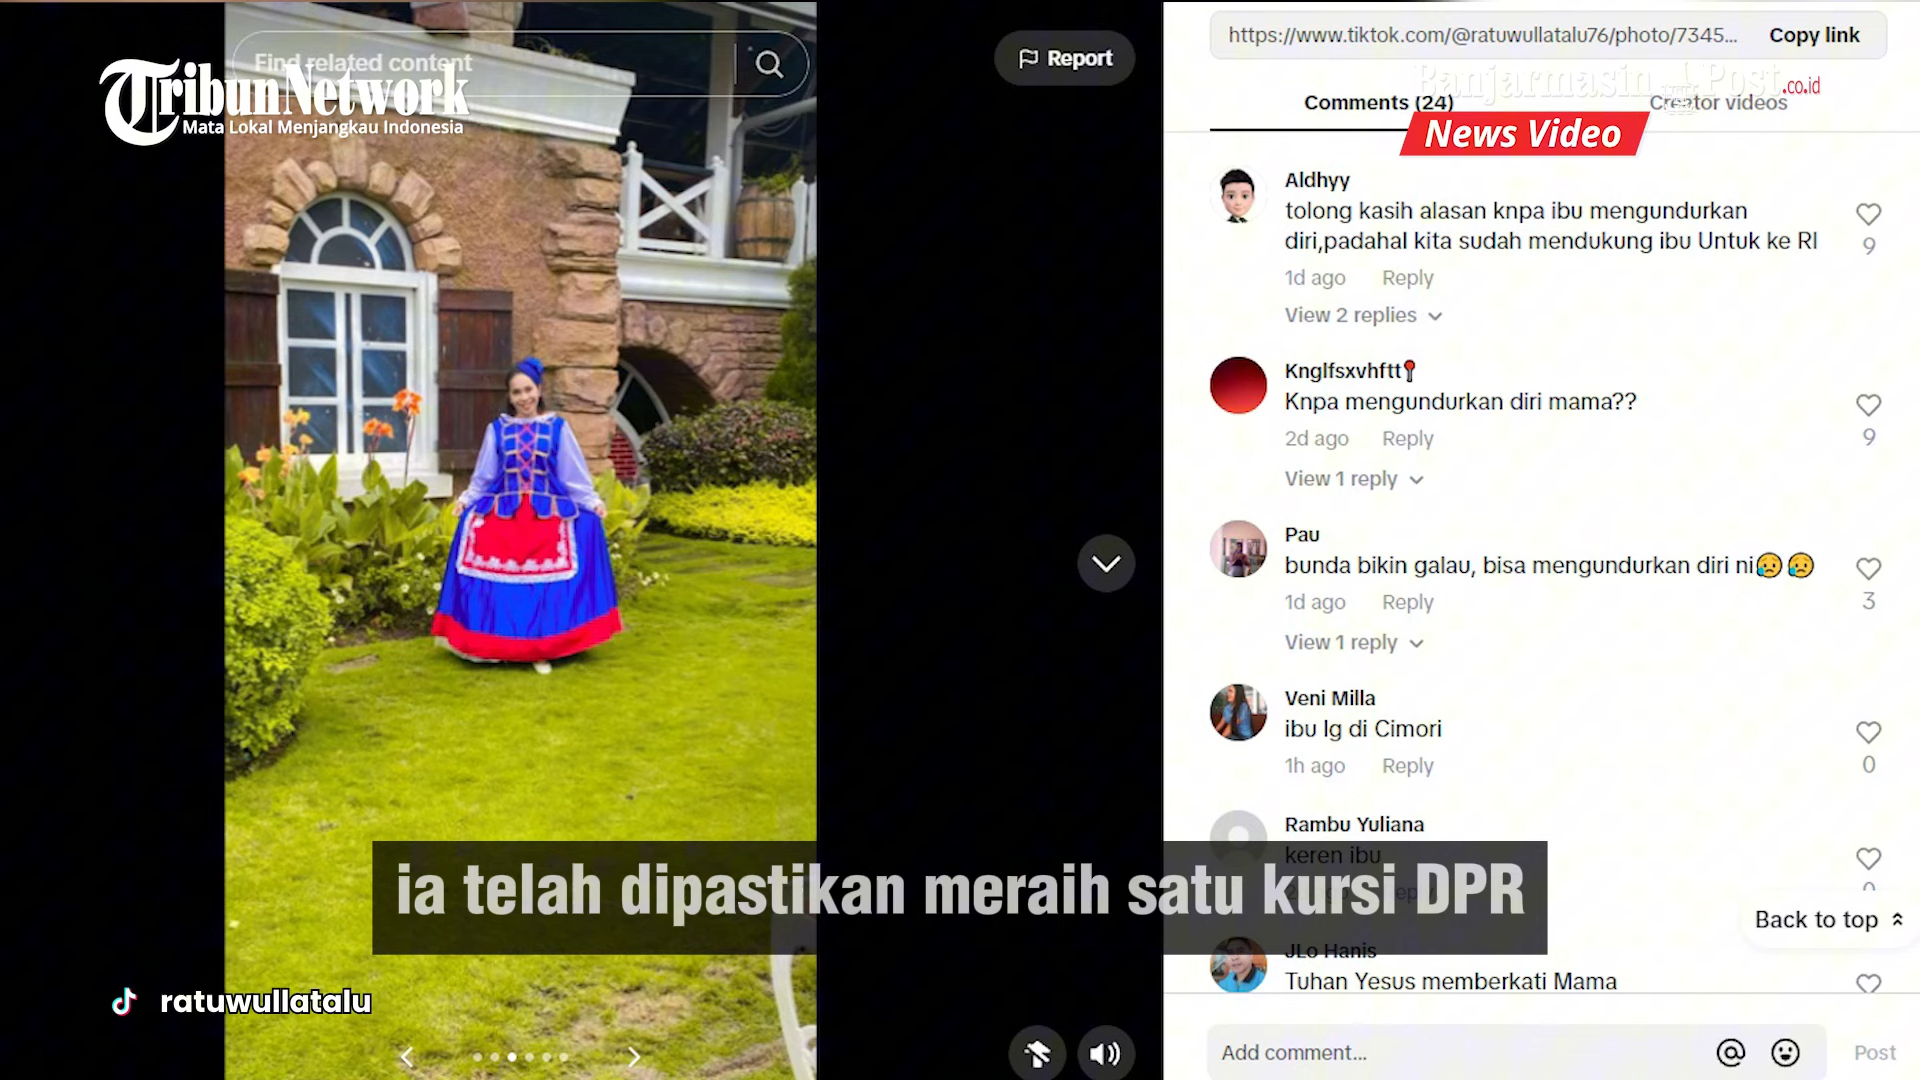 Find related content
TribunNetwork
Mata Lokal Menjangkau Indonesia
Report
https://www.tiktok.com/@ratuwullatalu76/photo/7345...
Copy link
Banjarmasin Post.co.id
Comments (24)
Creator videos
News Video
Aldhyy
tolong kasih alasan knpa ibu mengundurkan
diri,padahal kita sudah mendukung ibu Untuk ke RI
9
1d ago Reply
View 2 replies
Knglfsxvhftt
Knpa mengundurkan diri mama??
9
2d ago Reply
View 1 reply
Pau
bunda bikin galau, bisa mengundurkan diri ni😥😥
3
1d ago Reply
View 1 reply
Veni Milla
ibu lg di Cimori
0
1h ago Reply
Rambu Yuliana
keren ibu
ia telah dipastikan meraih satu kursi DPR
Back to top
JLo Hanis
Tuhan Yesus memberkati Mama
ratuwullatalu
Add comment...
Post